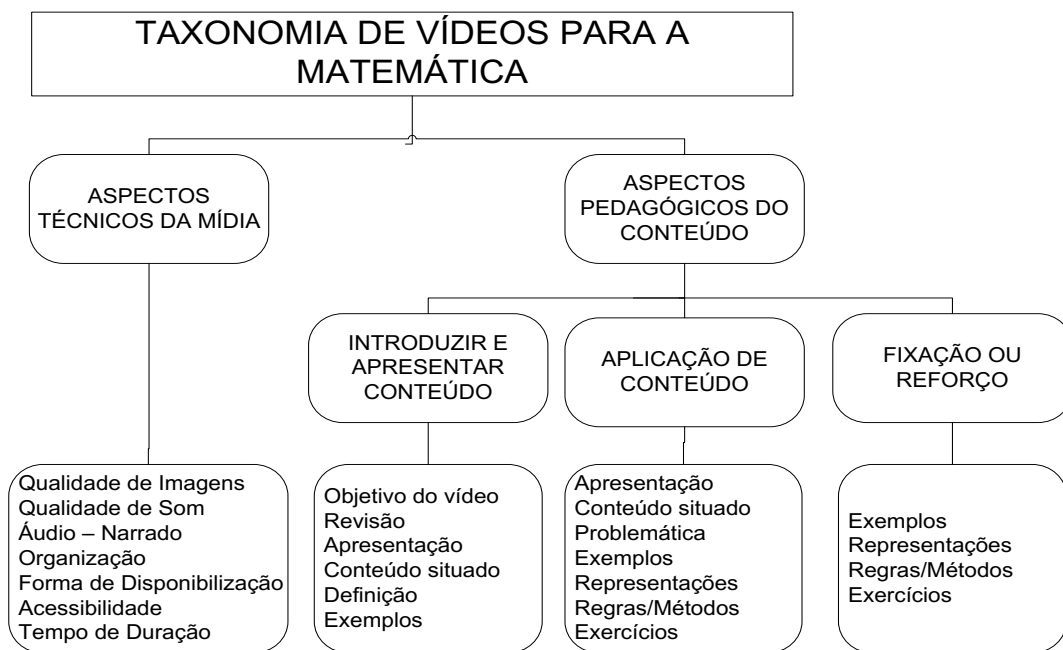 TAXONOMIA DE VÍDEOS PARA A
MATEMÁTICA
ASPECTOS
TÉCNICOS DA MÍDIA
ASPECTOS
PEDAGÓGICOS DO
CONTEÚDO
INTRODUZIR E
APRESENTAR
CONTEÚDO
APLICAÇÃO DE
CONTEÚDO
FIXAÇÃO OU
REFORÇO
Qualidade de Imagens
Qualidade de Som
Áudio – Narrado
Organização
Forma de Disponibilização
Acessibilidade
Tempo de Duração
Objetivo do vídeo
Revisão
Apresentação
Conteúdo situado
Definição
Exemplos
Apresentação
Conteúdo situado
Problemática
Exemplos
Representações
Regras/Métodos
Exercícios
Exemplos
Representações
Regras/Métodos
Exercícios